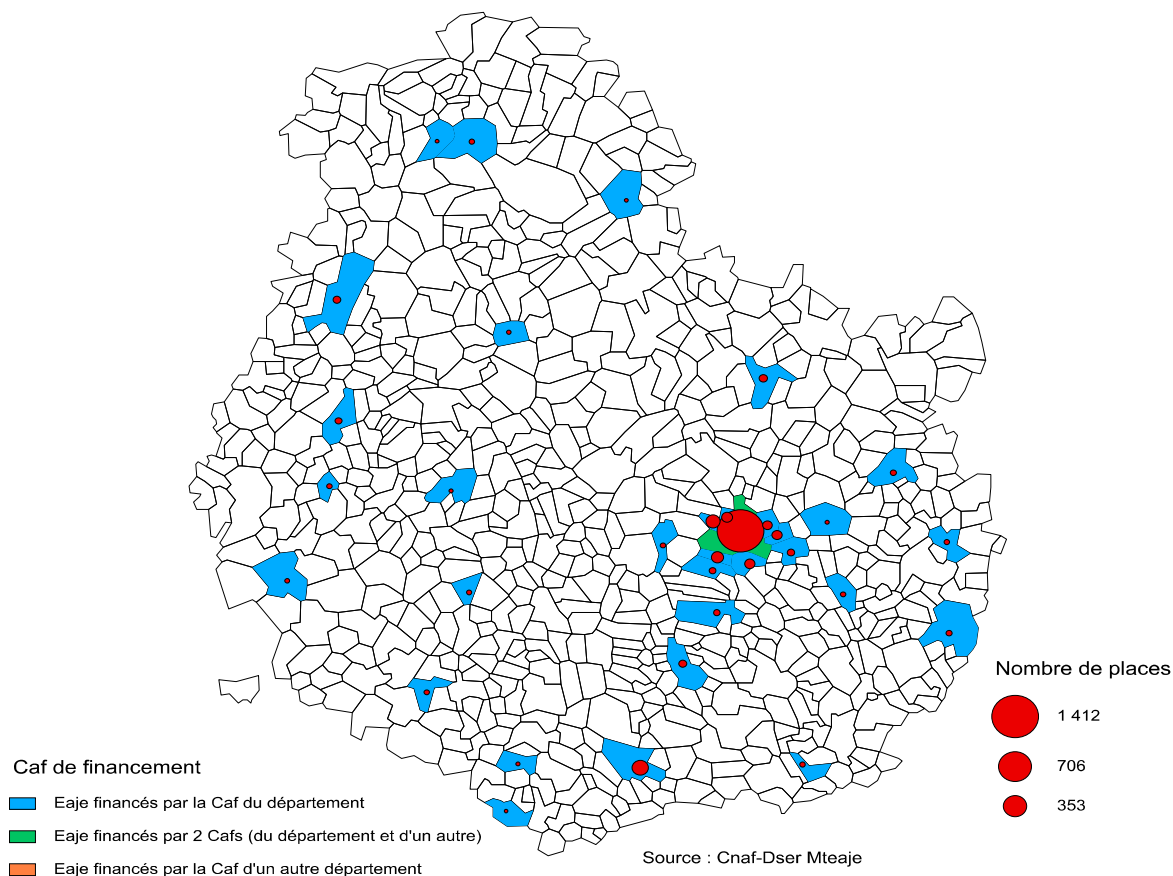 Nombre de places
1 412
706
353
Caf de financement
Eaje financés par la Caf du département
Eaje financés par 2 Cafs (du département et d'un autre)
Eaje financés par la Caf d'un autre département
Source : Cnaf-Dser Mteaje